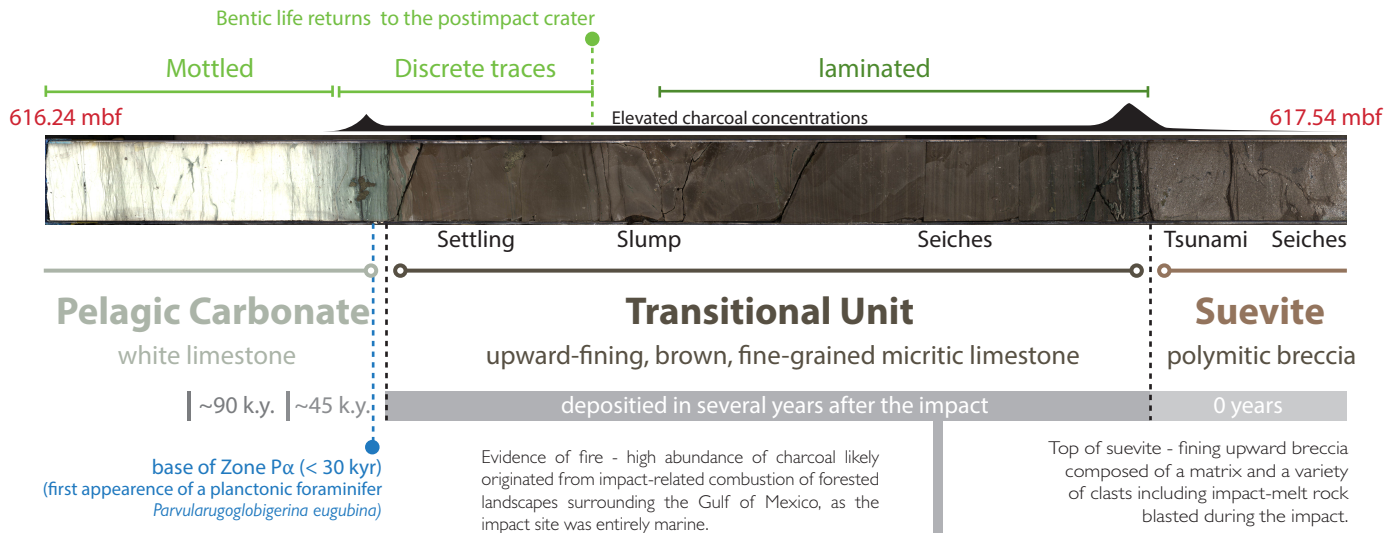 Bentic life returns to the postimpact crater
Mottled
Discrete traces
laminated
616.24 mbf
Elevated charcoal concentrations
617.54 mbf
Settling
Slump
Seiches
Tsunami
Seiches
Pelagic Carbonate
Transitional Unit
Suevite
white limestone
upward-fining, brown, fine-grained micritic limestone
polymitic breccia
~90 k.y.
~45 k.y.
depositied in several years after the impact
0 years
base of Zone Pα (< 30 kyr)
(first appearence of a planctonic foraminifer
Parvularugoglobigerina eugubina)
Evidence of fire - high abundance of charcoal likely
originated from impact-related combustion of forested
landscapes surrounding the Gulf of Mexico, as the
impact site was entirely marine.
Top of suevite - fining upward breccia
composed of a matrix and a variety
of clasts including impact-melt rock
blasted during the impact.